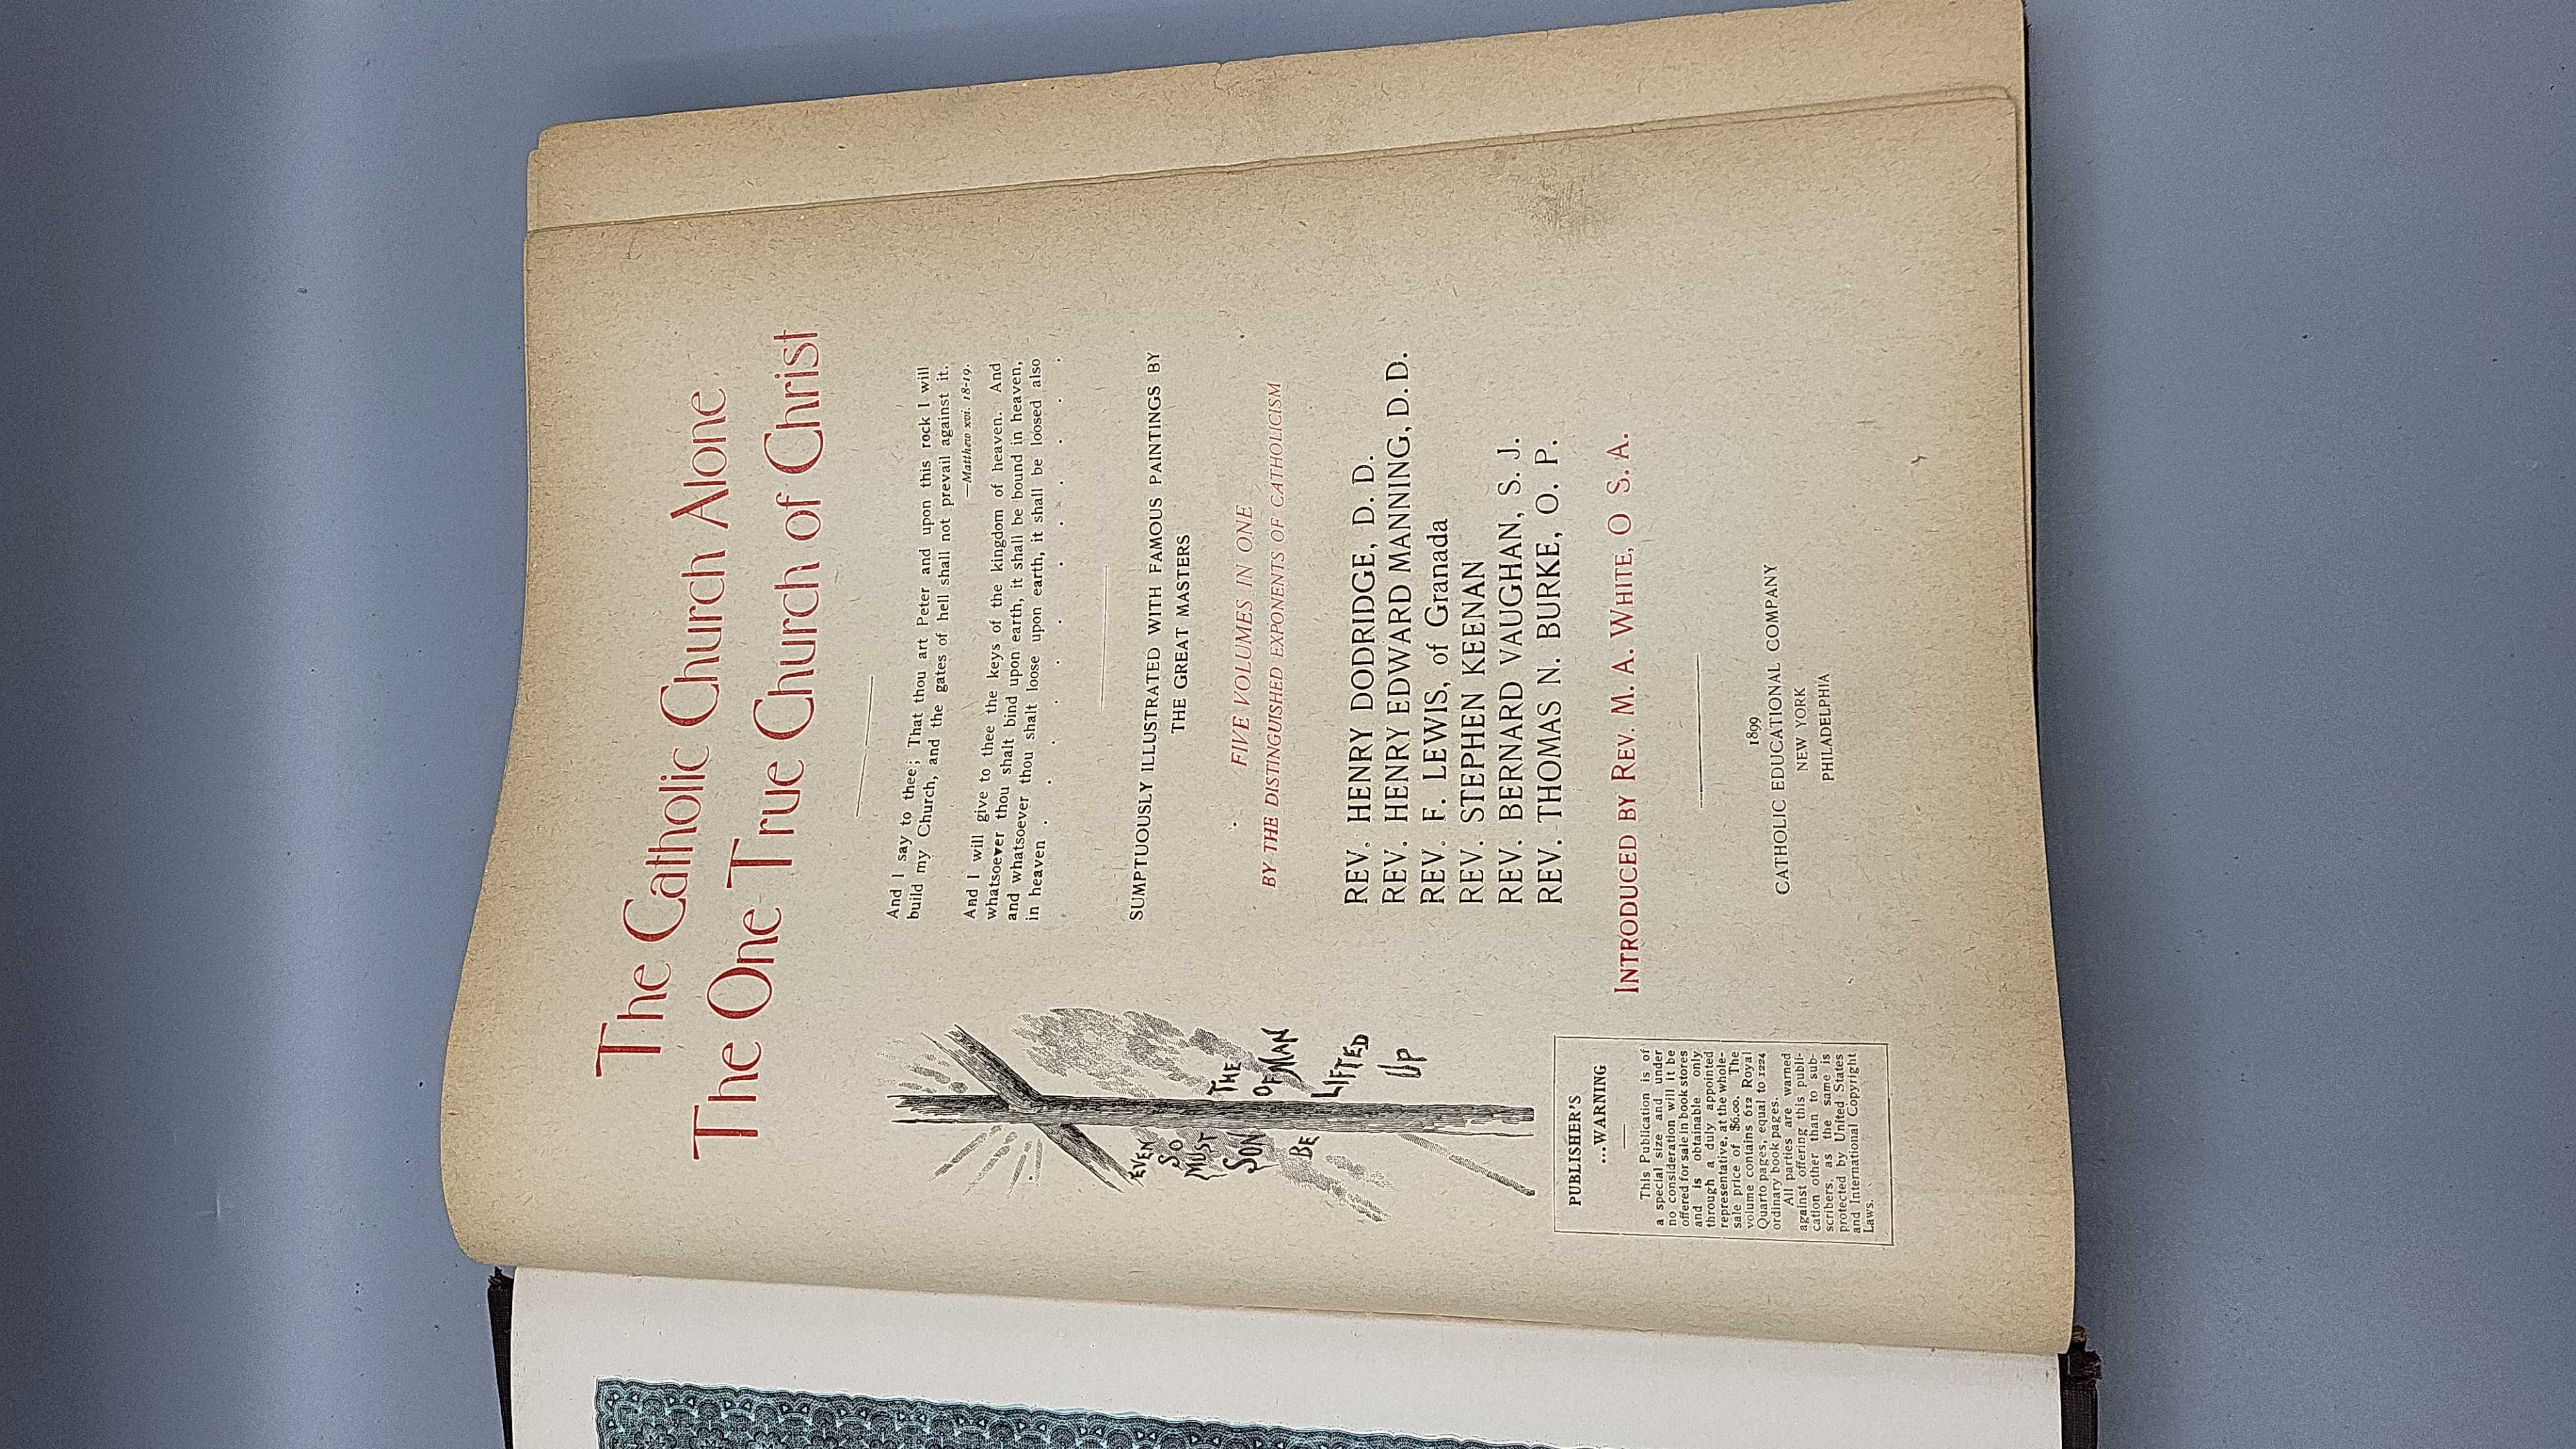 The Catholic Church Alone
The One True Church of Christ
And I say to thee; That thou art Peter and upon this rock I will
build my Church, and the gates of hell shall not prevail against it.
—Matthew xvi. 18-19.
And I will give to thee the keys of the kingdom of heaven. And
whatsoever thou shalt bind upon earth, it shall be bound in heaven,
and whatsoever thou shalt loose upon earth, it shall be loosed also
in heaven . . . . . . . . . .
SUMPTUOUSLY ILLUSTRATED WITH FAMOUS PAINTINGS BY
THE GREAT MASTERS
FIVE VOLUMES IN ONE
BY THE DISTINGUISHED EXPONENTS OF CATHOLICISM
REV. HENRY DODRIDGE, D. D.
REV. HENRY EDWARD MANNING, D. D.
REV. F. LEWIS, of Granada
REV. STEPHEN KEENAN
REV. BERNARD VAUGHAN, S. J.
REV. THOMAS N. BURKE, O. P.
INTRODUCED BY REV. M. A. WHITE, O S. A.
1899
CATHOLIC EDUCATIONAL COMPANY
NEW YORK
PHILADELPHIA
EVEN
SO
MUST THE
SON OF MAN
BE LIFTED
UP
PUBLISHER'S
...WARNING
This Publication is of
a special size and under
no consideration will it be
offered for sale in book stores
and is obtainable only
through a duly appointed
representative, at the whole-
sale price of $6.00. The
volume contains 612 Royal
Quarto pages, equal to 1224
ordinary book pages.
All parties are warned
against offering this publi-
cation other than to sub-
scribers, as the same is
protected by United States
and International Copyright
Laws.